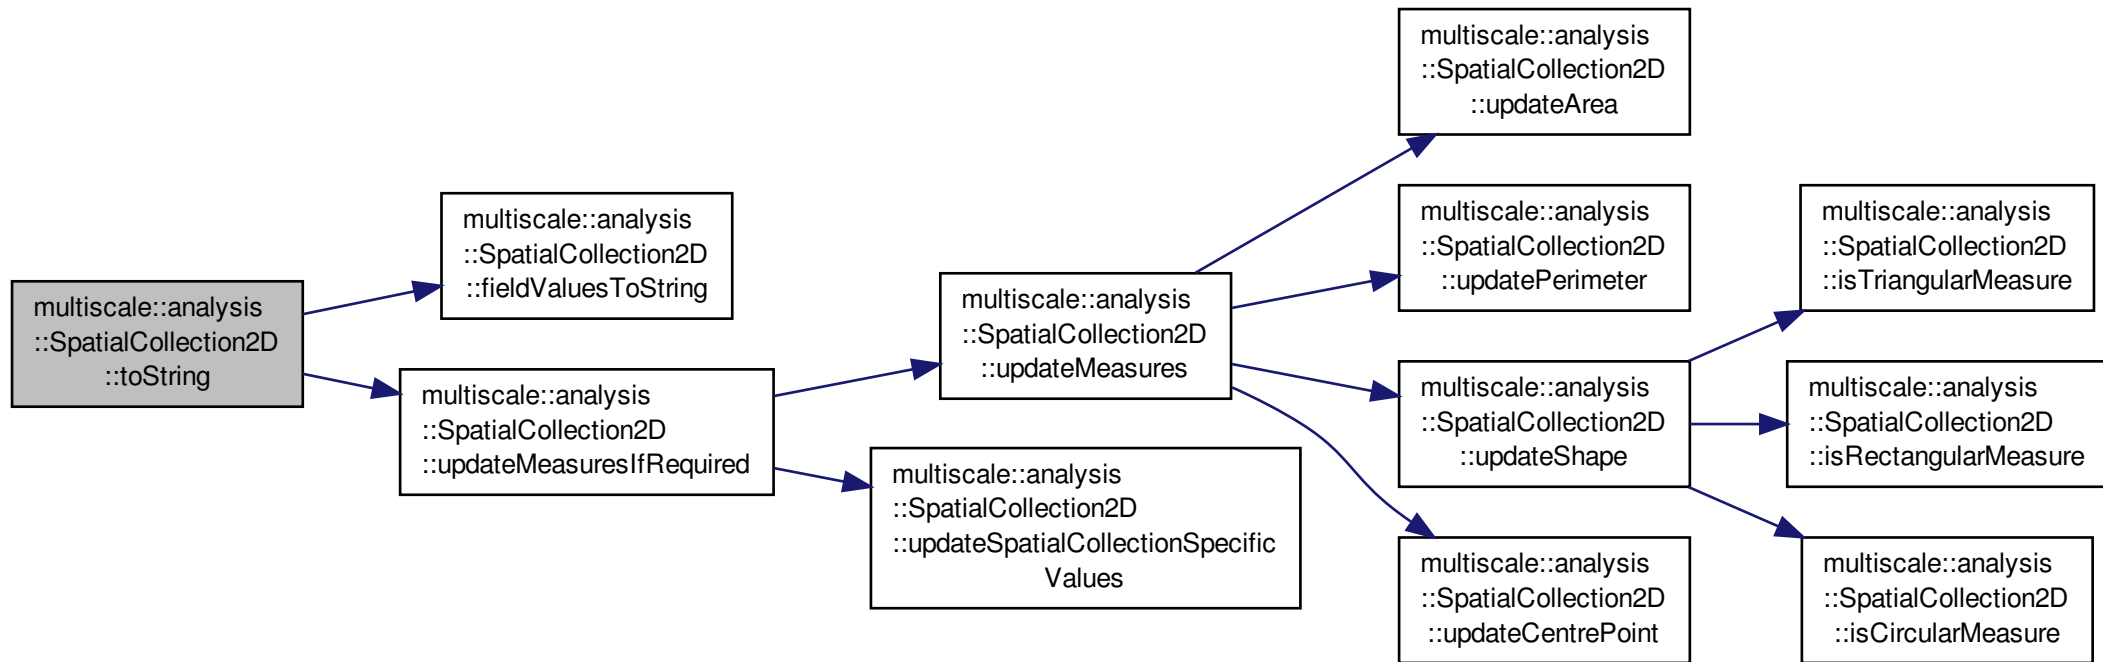 multiscale::analysis
::SpatialCollection2D
::toString
multiscale::analysis
::SpatialCollection2D
::fieldValuesToString
multiscale::analysis
::SpatialCollection2D
::updateMeasuresIfRequired
multiscale::analysis
::SpatialCollection2D
::updateMeasures
multiscale::analysis
::SpatialCollection2D
::updateSpatialCollectionSpecific
Values
multiscale::analysis
::SpatialCollection2D
::updateArea
multiscale::analysis
::SpatialCollection2D
::updatePerimeter
multiscale::analysis
::SpatialCollection2D
::updateShape
multiscale::analysis
::SpatialCollection2D
::updateCentrePoint
multiscale::analysis
::SpatialCollection2D
::isTriangularMeasure
multiscale::analysis
::SpatialCollection2D
::isRectangularMeasure
multiscale::analysis
::SpatialCollection2D
::isCircularMeasure